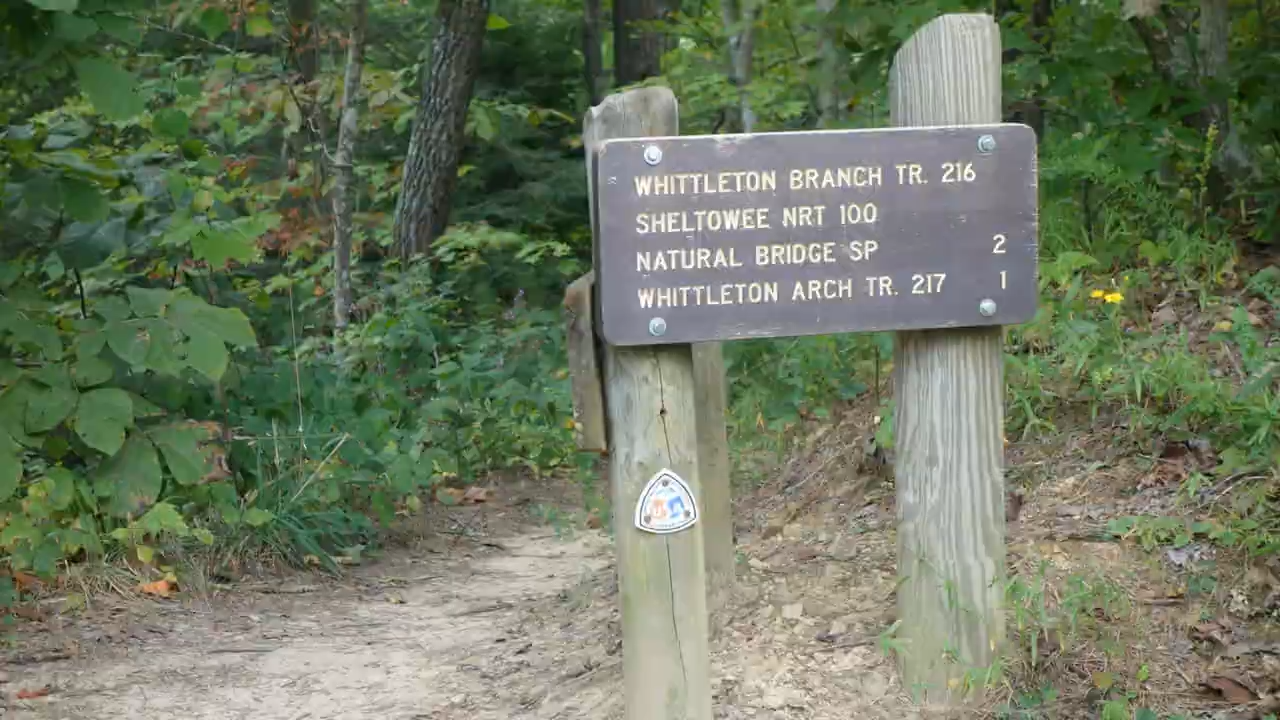 WHITTLETON BRANCH TR. 216
SHELTOWEE NRT 100
NATURAL BRIDGE SP 2
WHITTLETON ARCH TR. 217 1